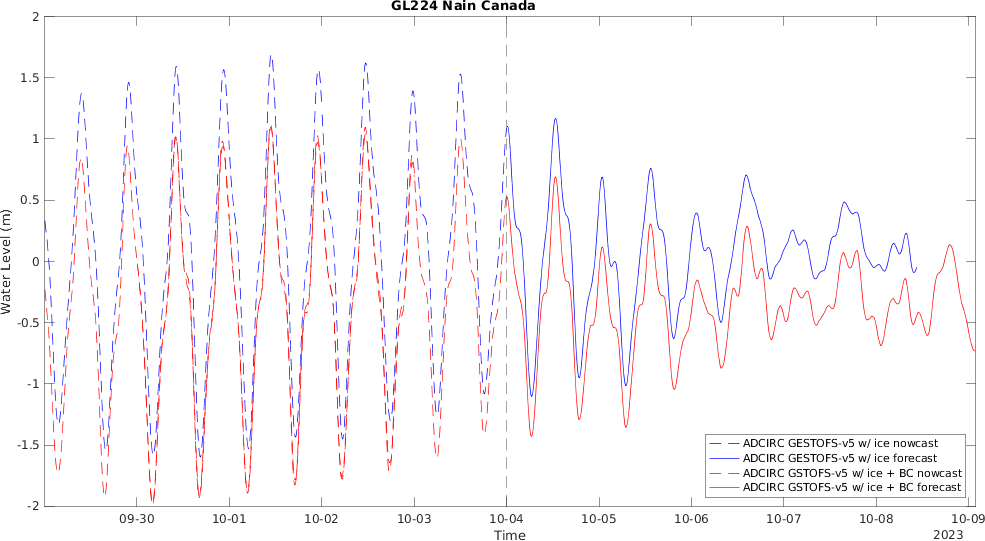 GL224 Nain Canada
2
1.5
1
0.5
0
-0.5
-1
-1.5
-2
Water Level (m)
09-30
10-01
10-02
10-03
10-04
10-05
10-06
10-07
10-08
10-09
Time
2023
ADCIRC GESTOFS-v5 w/ ice nowcast
ADCIRC GESTOFS-v5 w/ ice forecast
ADCIRC GSTOFS-v5 w/ ice + BC nowcast
ADCIRC GSTOFS-v5 w/ ice + BC forecast